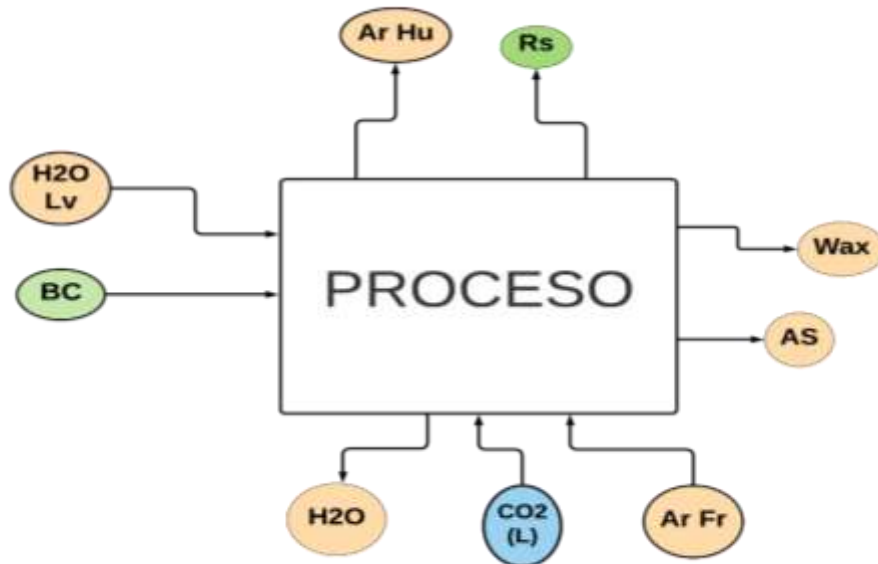 Ar Hu
Rs
H2O
Lv
BC
PROCESO
Wax
AS
H2O
CO2
(L)
Ar Fr